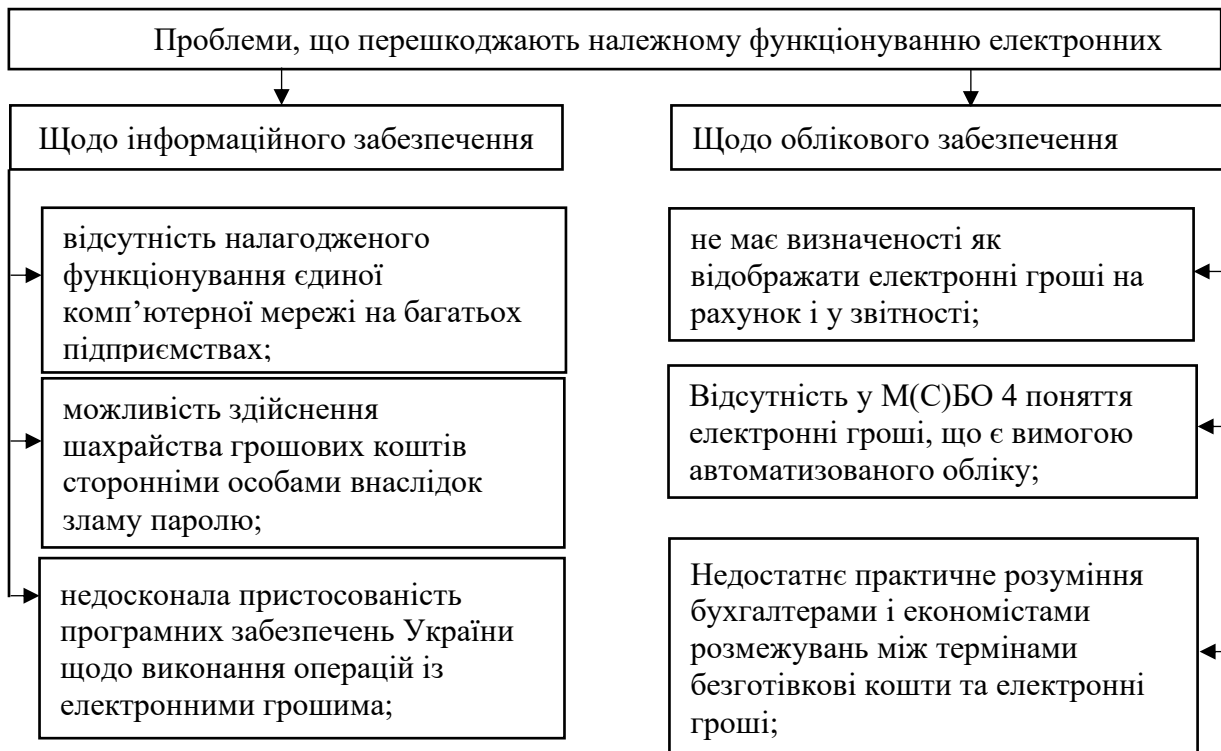 Проблеми, що перешкоджають належному функціонуванню електронних
Щодо інформаційного забезпечення
відсутність налагодженого
функціонування єдиної
комп’ютерної мережі на багатьох
підприємствах;
можливість здійснення
шахрайства грошових коштів
сторонніми особами внаслідок
зламу паролю;
недосконала пристосованість
програмних забезпечень України
щодо виконання операцій із
електронними грошима;
Щодо облікового забезпечення
не має визначеності як
відображати електронні гроші на
рахунок і у звітності;
Відсутність у М(С)БО 4 поняття
електронні гроші, що є вимогою
автоматизованого обліку;
Недостатнє практичне розуміння
бухгалтерами і економістами
розмежувань між термінами
безготівкові кошти та електронні
гроші;